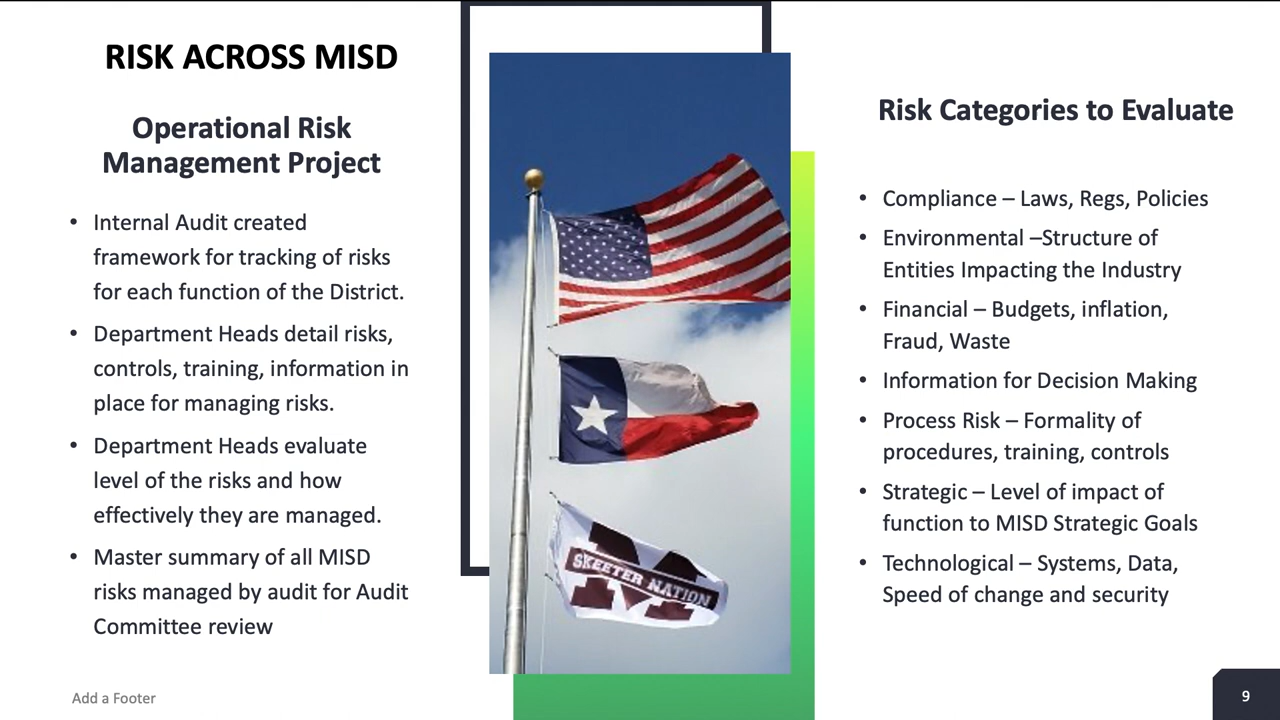 RISK ACROSS MISD
Operational Risk
Management Project
• Internal Audit created
framework for tracking of risks
for each function of the District.
• Department Heads detail risks,
controls, training, information in
place for managing risks.
• Department Heads evaluate
level of the risks and how
effectively they are managed.
• Master summary of all MISD
risks managed by audit for Audit
Committee review
Add a Footer
M
SKEETER NATION
Risk Categories to Evaluate
• Compliance – Laws, Regs, Policies
• Environmental –Structure of
Entities Impacting the Industry
• Financial – Budgets, inflation,
Fraud, Waste
• Information for Decision Making
• Process Risk – Formality of
procedures, training, controls
• Strategic – Level of impact of
function to MISD Strategic Goals
• Technological – Systems, Data,
Speed of change and security
9